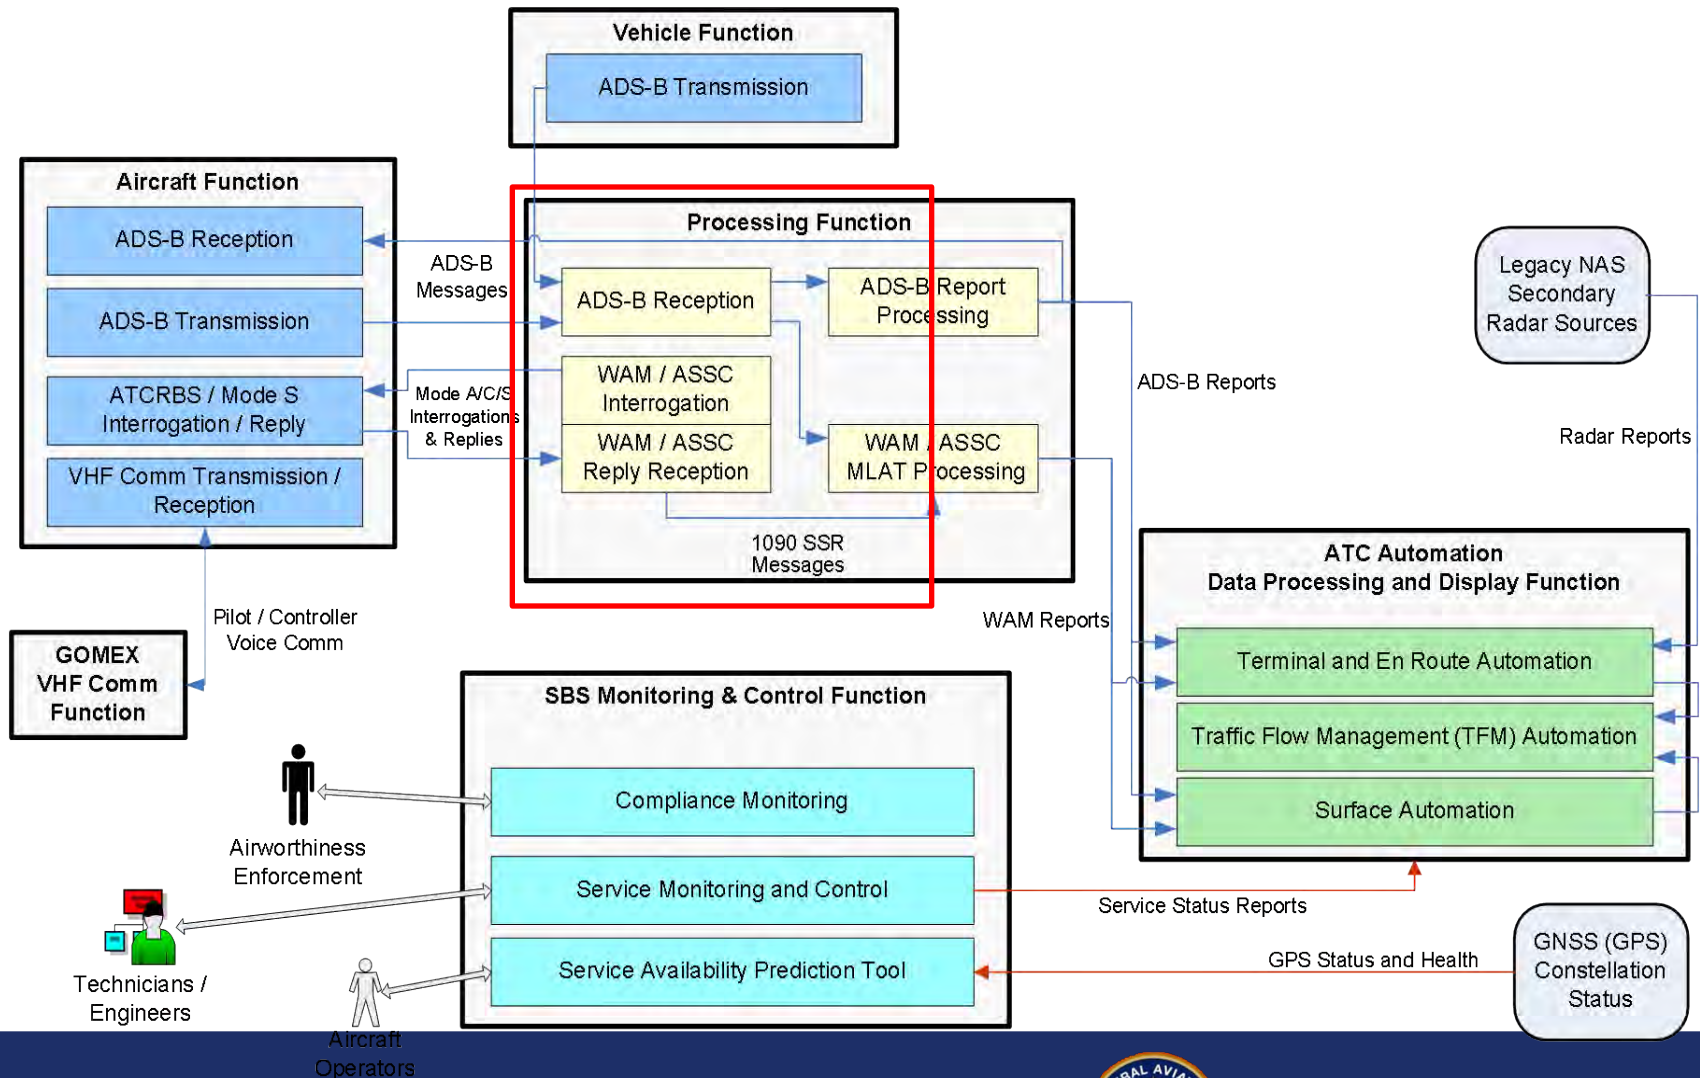 Vehicle Function
ADS-B Transmission
Aircraft Function
ADS-B Reception
ADS-B Transmission
ATCRBS / Mode S
Interrogation / Reply
VHF Comm Transmission /
Reception
ADS-B
Messages
Mode A/C/S
Interrogations
& Replies
Processing Function
ADS-B Reception
ADS-B Report
Processing
WAM / ASSC
Interrogation
WAM / ASSC
Reply Reception
WAM / ASSC
MLAT Processing
1090 SSR
Messages
Legacy NAS
Secondary
Radar Sources
ADS-B Reports
Radar Reports
WAM Reports
Pilot / Controller
Voice Comm
GOMEX
VHF Comm
Function
ATC Automation
Data Processing and Display Function
Terminal and En Route Automation
Traffic Flow Management (TFM) Automation
Surface Automation
SBS Monitoring & Control Function
Compliance Monitoring
Service Monitoring and Control
Service Availability Prediction Tool
Airworthiness
Enforcement
Technicians /
Engineers
Aircraft
Operators
Service Status Reports
GPS Status and Health
GNSS (GPS)
Constellation
Status